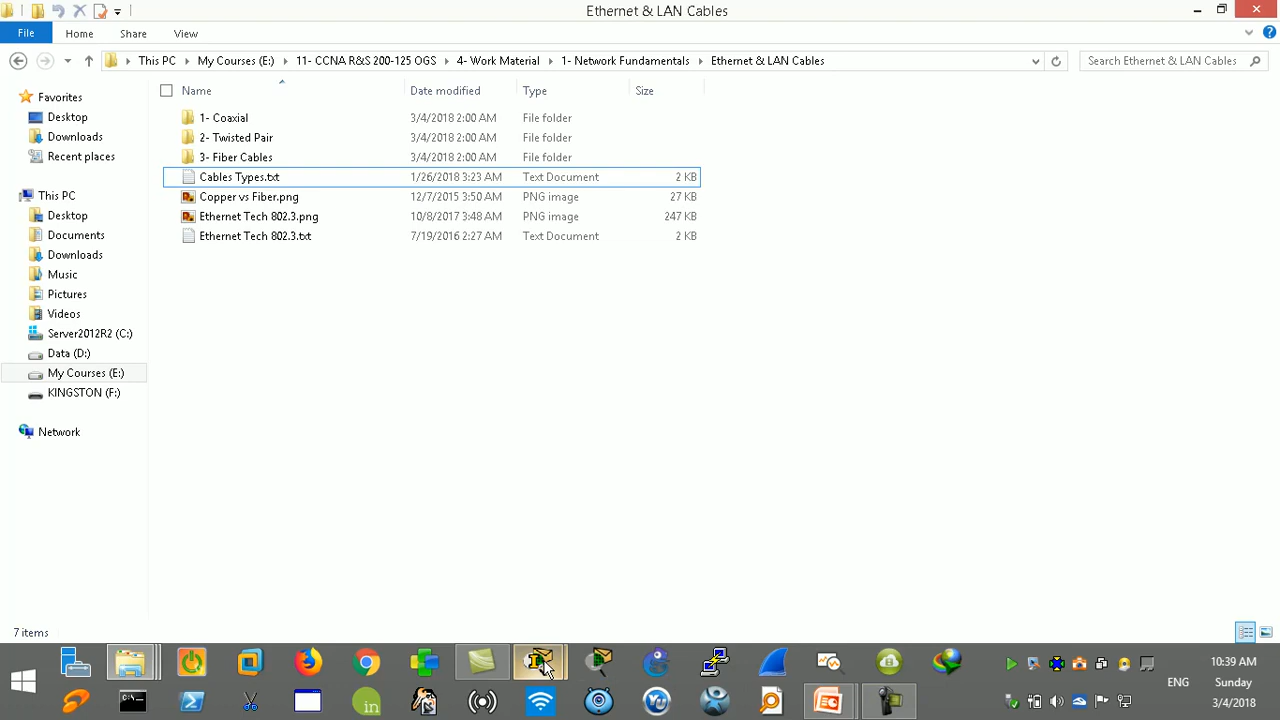 Ethernet & LAN Cables
File Home Share View
This PC My Courses (E:) 11- CCNA R&S 200-125 OGS 4- Work Material 1- Network Fundamentals Ethernet & LAN Cables Search Ethernet & LAN Cables
Name Date modified Type Size
Favorites
Desktop
Downloads
Recent places
This PC
Desktop
Documents
Downloads
Music
Pictures
Videos
Server2012R2 (C:)
Data (D:)
My Courses (E:)
KINGSTON (F:)
Network
1- Coaxial 3/4/2018 2:00 AM File folder
2- Twisted Pair 3/4/2018 2:00 AM File folder
3- Fiber Cables 3/4/2018 2:00 AM File folder
Cables Types.txt 1/26/2018 3:23 AM Text Document 2 KB
Copper vs Fiber.png 12/7/2015 3:50 AM PNG image 27 KB
Ethernet Tech 802.3.png 10/8/2017 3:48 AM PNG image 247 KB
Ethernet Tech 802.3.txt 7/19/2016 2:27 AM Text Document 2 KB
7 items
10:39 AM
ENG Sunday
3/4/2018